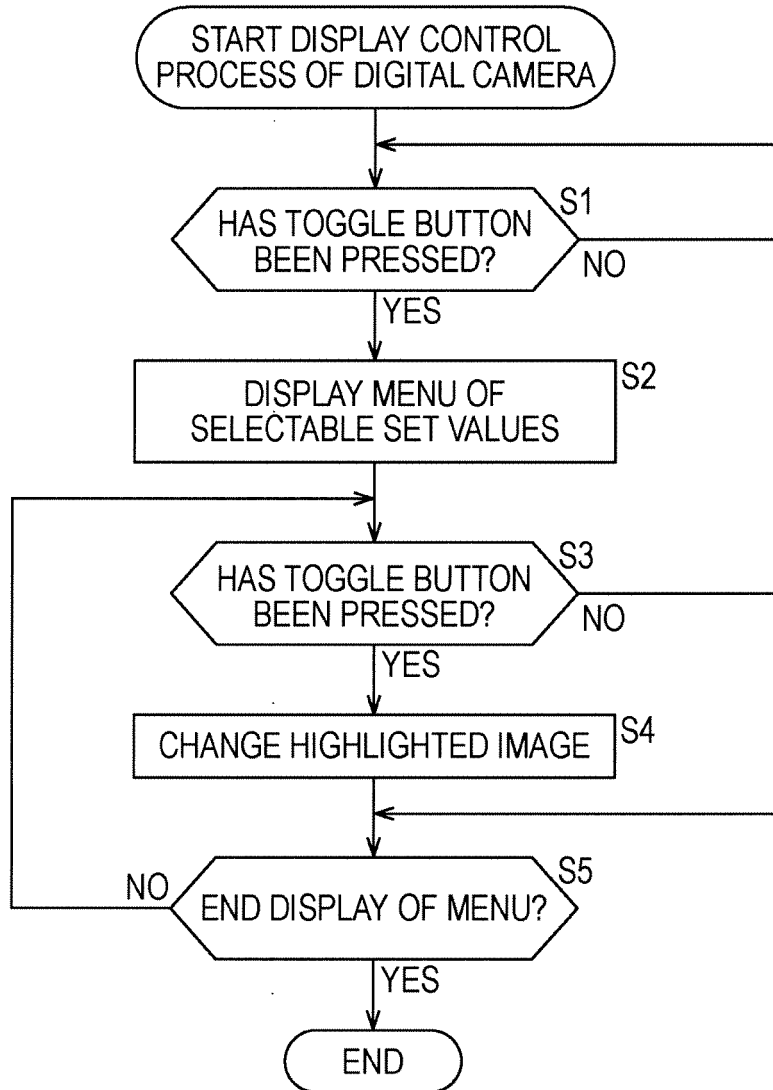 START DISPLAY CONTROL
PROCESS OF DIGITAL CAMERA
S1
HAS TOGGLE BUTTON
BEEN PRESSED?
NO
YES
S2
DISPLAY MENU OF
SELECTABLE SET VALUES
S3
HAS TOGGLE BUTTON
BEEN PRESSED?
NO
YES
S4
CHANGE HIGHLIGHTED IMAGE
S5
NO
END DISPLAY OF MENU?
YES
END